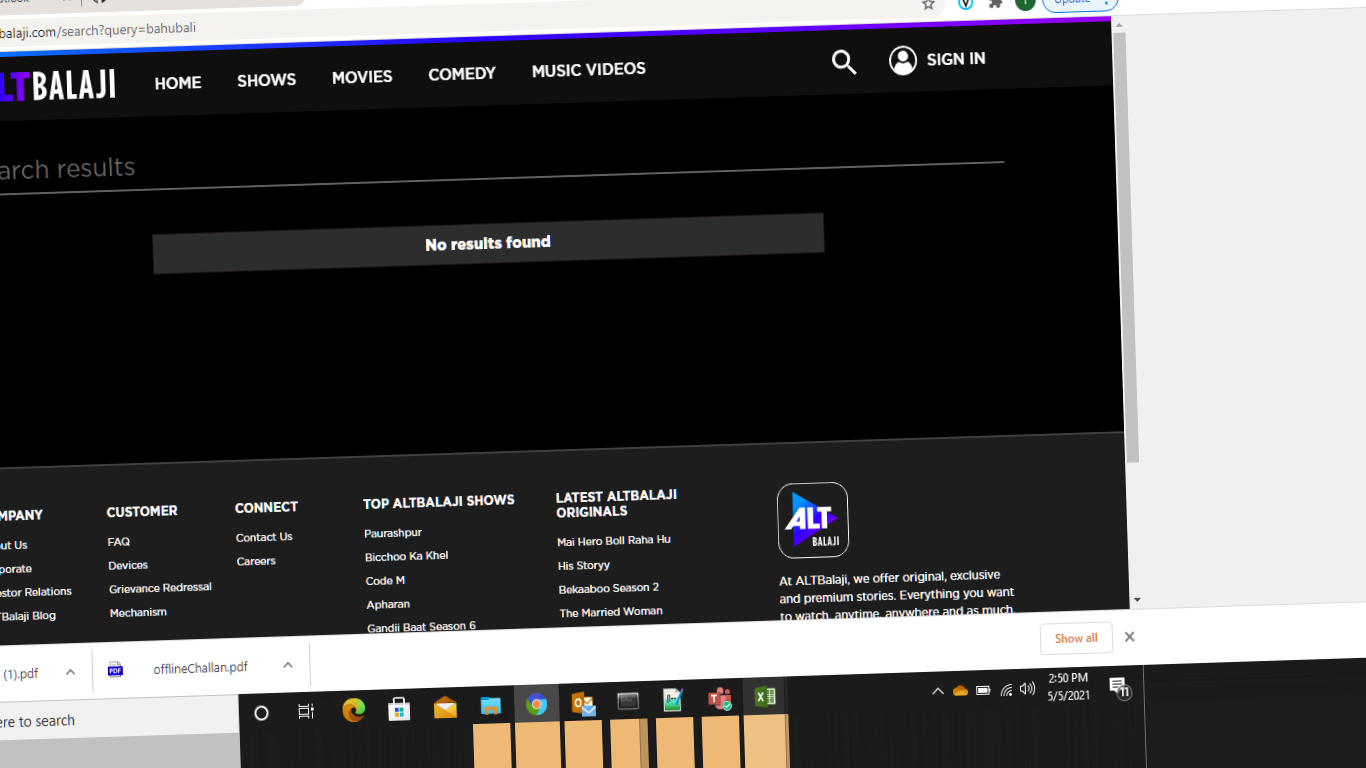 balaji.com/search?query=bahubali
Update
LTBALAJI
HOME
SHOWS
MOVIES
COMEDY
MUSIC VIDEOS
SIGN IN
arch results
No results found
MPANY
ut Us
porate
estor Relations
Balaji Blog
CUSTOMER
FAQ
Devices
Grievance Redressal
Mechanism
CONNECT
Contact Us
Careers
TOP ALTBALAJI SHOWS
Paurashpur
Bicchoo Ka Khel
Code M
Apharan
Gandii Baat Season 6
LATEST ALTBALAJI
ORIGINALS
Mai Hero Boll Raha Hu
His Storyy
Bekaaboo Season 2
The Married Woman
ALT
BALAJI
At ALTBalaji, we offer original, exclusive
and premium stories. Everything you want
to watch, anytime, anywhere and as much
Show all
(1).pdf
PDF
offlineChallan.pdf
ere to search
2:50 PM
5/5/2021
11